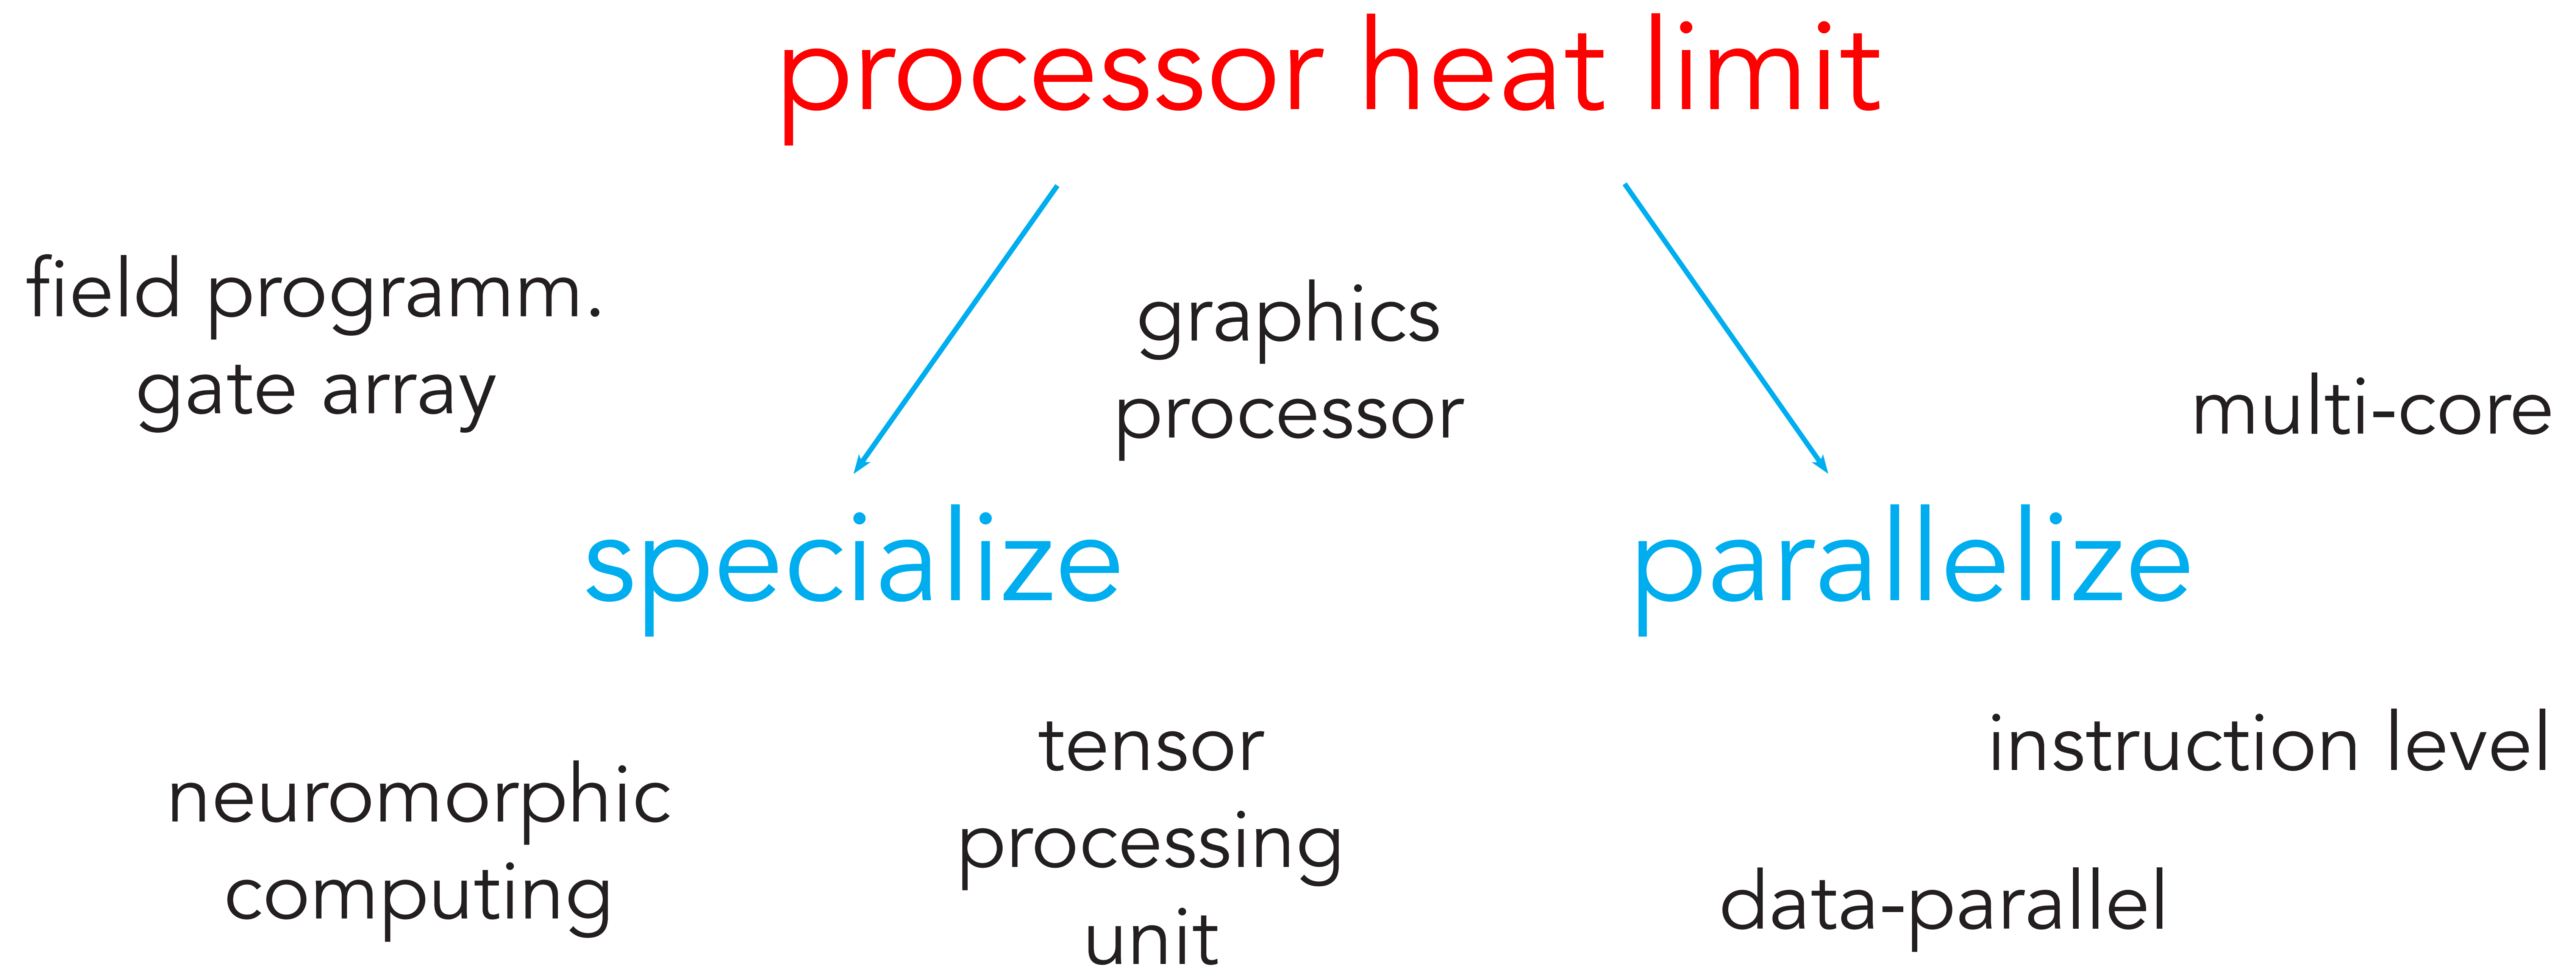 processor heat limit
field programm.
gate array
graphics
processor
multi-core
specialize
parallelize
neuromorphic
computing
tensor
processing
unit
instruction level
data-parallel